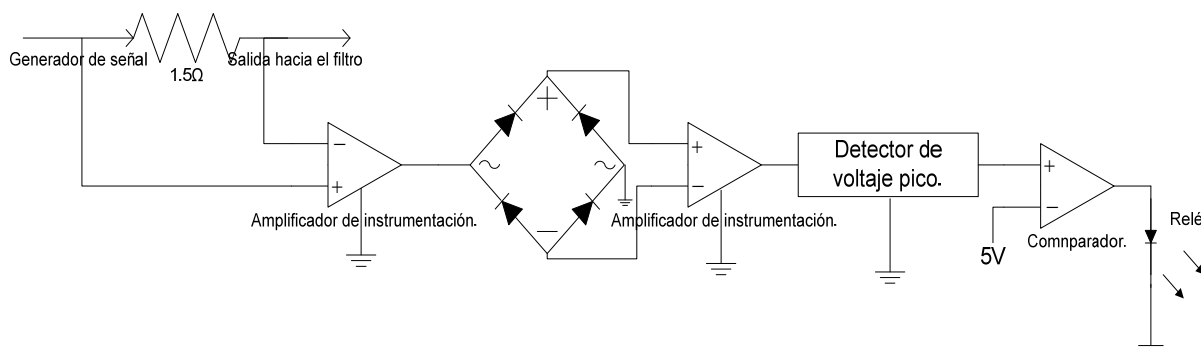 Generador de señal
1.5Ω
Salida hacia el filtro
Amplificador de instrumentación.
Amplificador de instrumentación.
Detector de
voltaje pico.
5V
Comnparador.
Relé